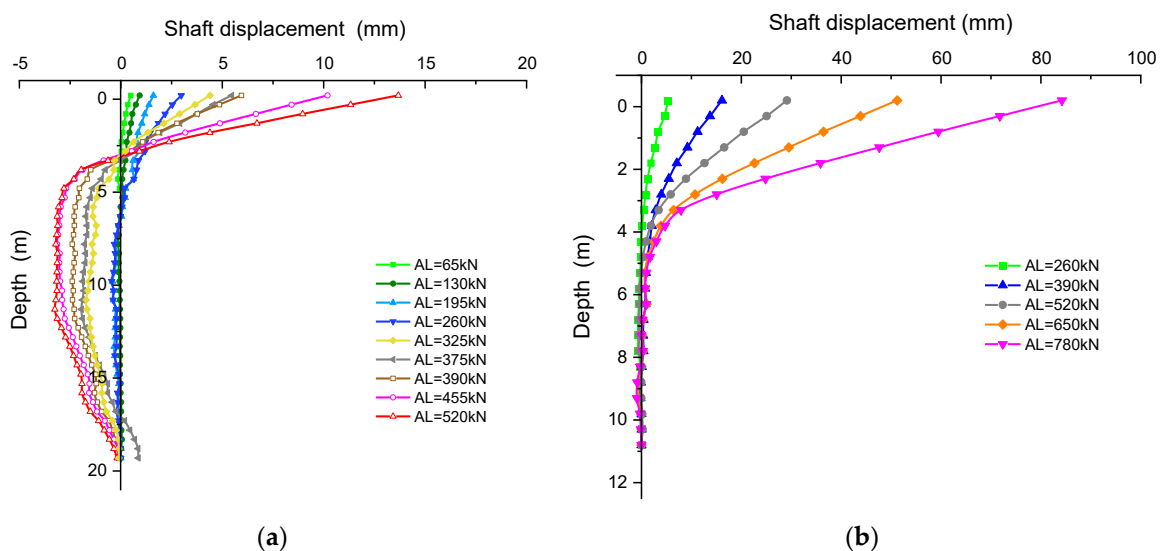 Shaft displacement (mm)
-5 0 5 10 15
0
5
10
15
20
Depth (m)
AL=65kN
AL=130kN
AL=195kN
AL=260kN
AL=325kN
AL=375kN
AL=390kN
AL=455kN
AL=520kN
(a)
Shaft displacement (mm)
0 20 40 60 80 100
0
2
4
6
8
10
12
Depth (m)
AL=260kN
AL=390kN
AL=520kN
AL=650kN
AL=780kN
(b)